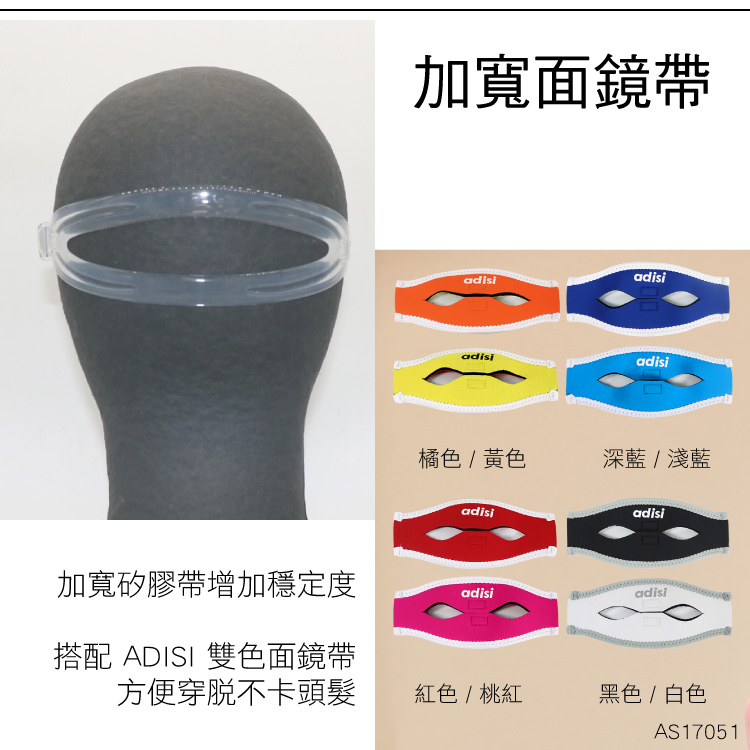 加寬面鏡帶
adisi
adisi
adisi
adisi
橘色 / 黃色
深藍 / 淺藍
adisi
adisi
adisi
adisi
紅色 / 桃紅
黑色 / 白色
加寬矽膠帶增加穩定度
搭配 ADISI 雙色面鏡帶
方便穿脱不卡頭髮
AS17051